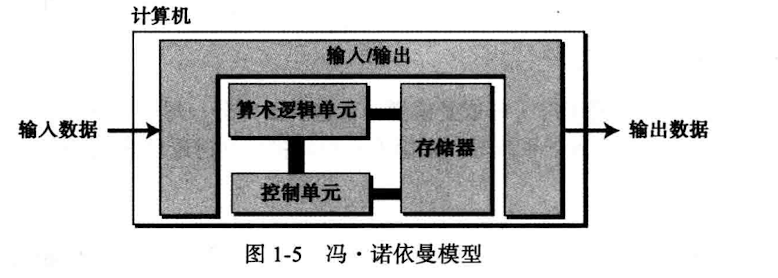 计算机
输入/输出
算术逻辑单元
输入数据
输出数据
存储器
控制单元
图 1-5 冯·诺依曼模型